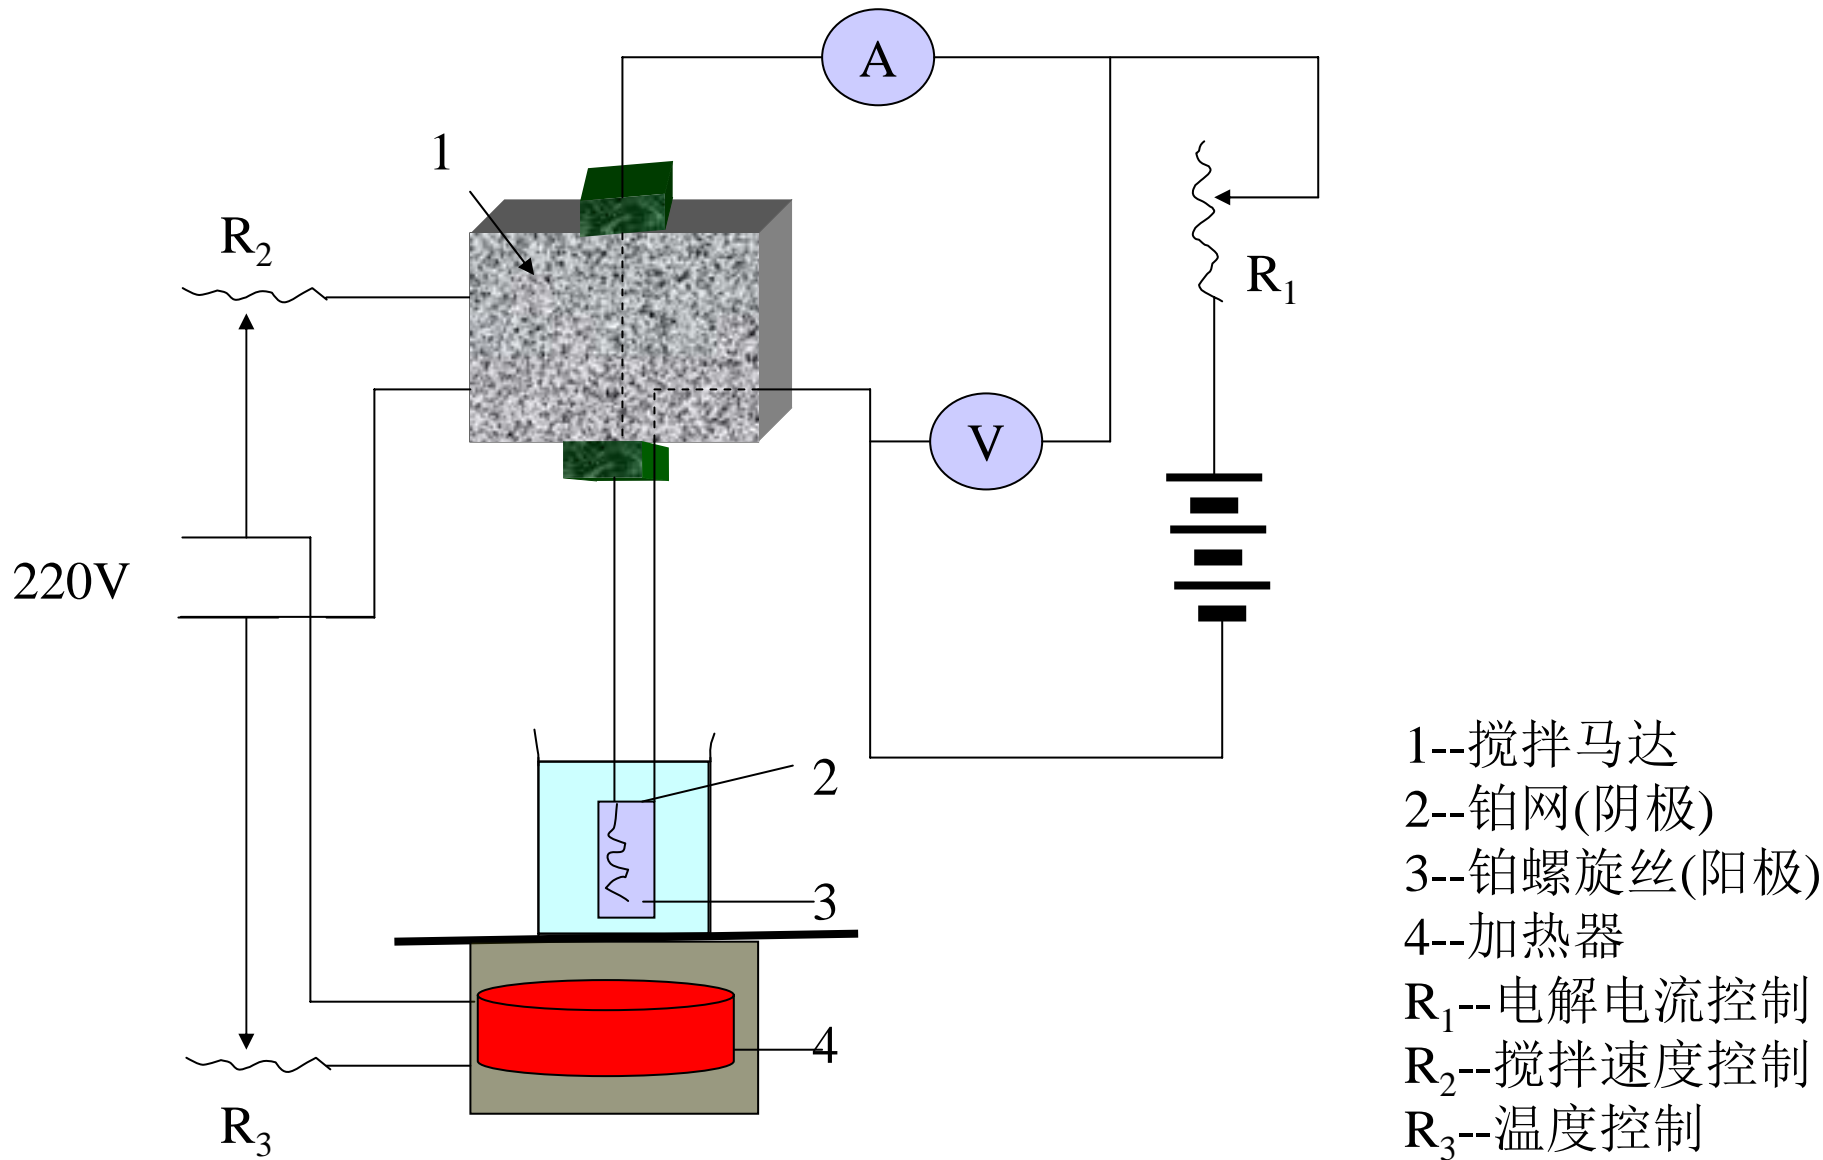 A
1
R₂
R₁
V
220V
2
3
4
R₃
1--搅拌马达
2--铂网(阴极)
3--铂螺旋丝(阳极)
4--加热器
R₁--电解电流控制
R₂--搅拌速度控制
R₃--温度控制